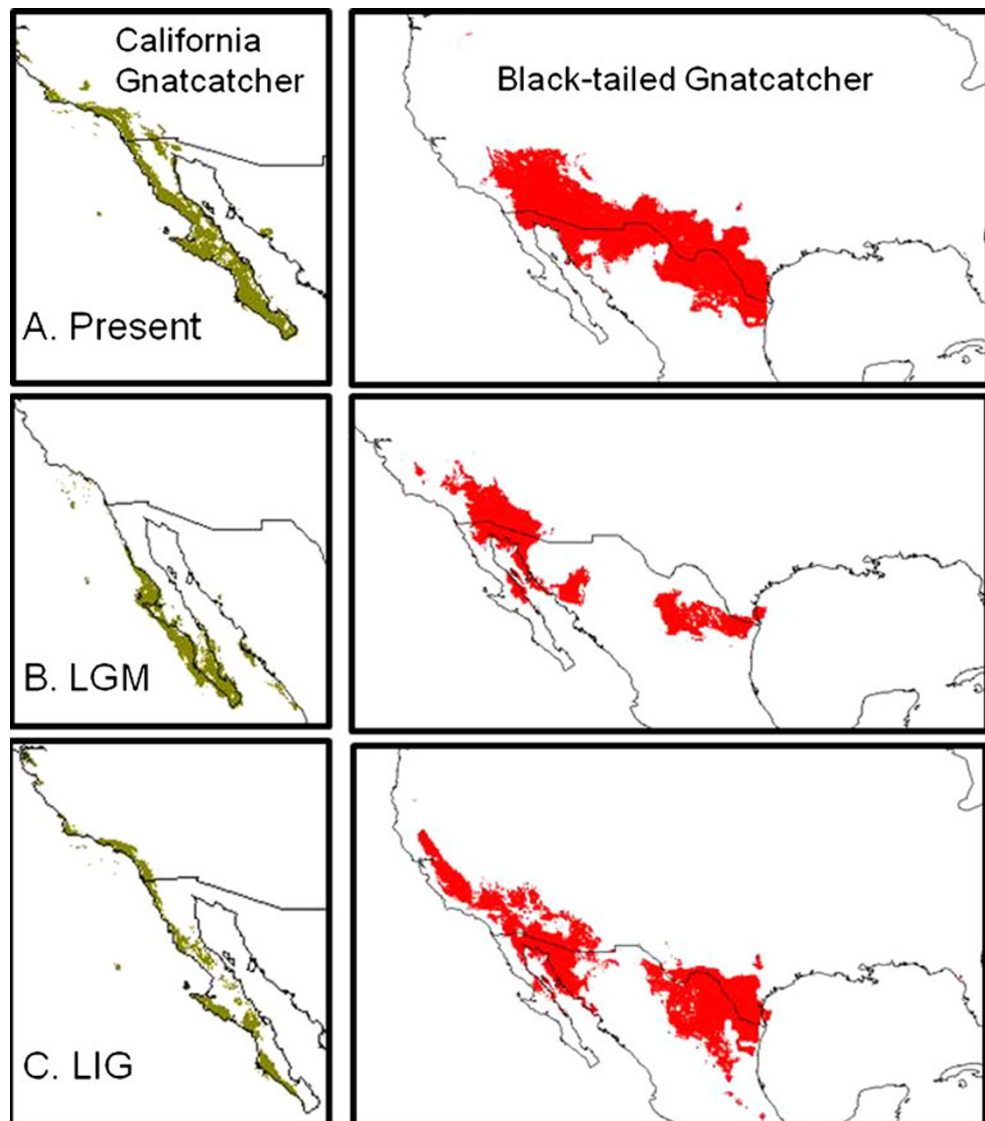 California
Gnatcatcher
Black-tailed Gnatcatcher
A. Present
B. LGM
C. LIG